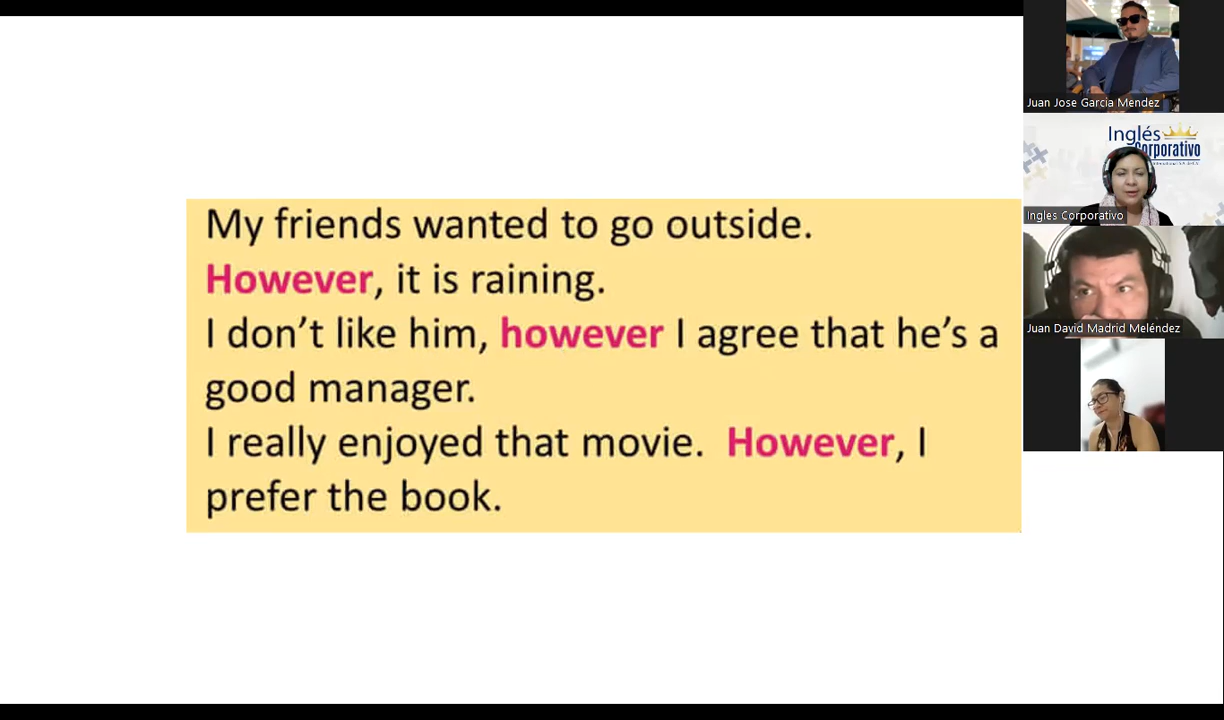 My friends wanted to go outside.
However, it is raining.
I don't like him, however I agree that he's a
good manager.
I really enjoyed that movie.  However, I
prefer the book.
Juan Jose Garcia Mendez
Inglés
Corporativo
Ingles Corporativo
Juan David Madrid Meléndez